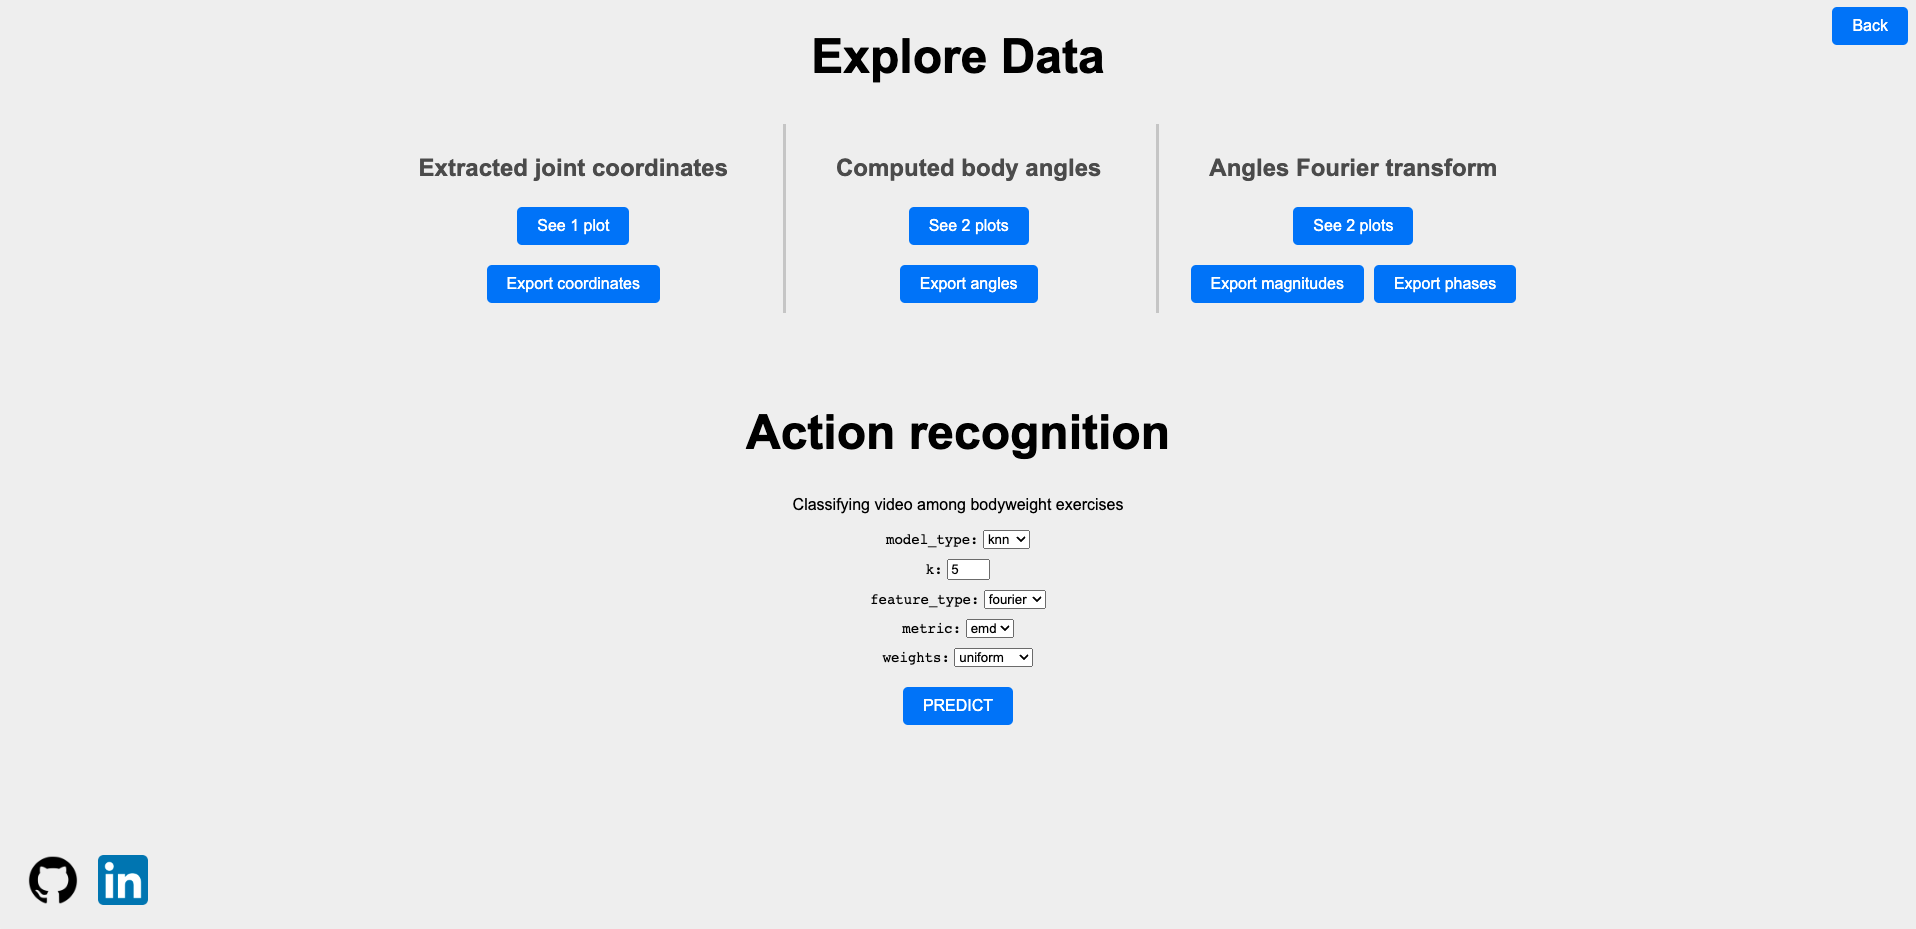 Back
Explore Data
Extracted joint coordinates
See 1 plot
Export coordinates
Computed body angles
See 2 plots
Export angles
Angles Fourier transform
See 2 plots
Export magnitudes Export phases
Action recognition
Classifying video among bodyweight exercises
model_type: knn
k: 5
feature_type: fourier
metric: emd
weights: uniform
PREDICT
in